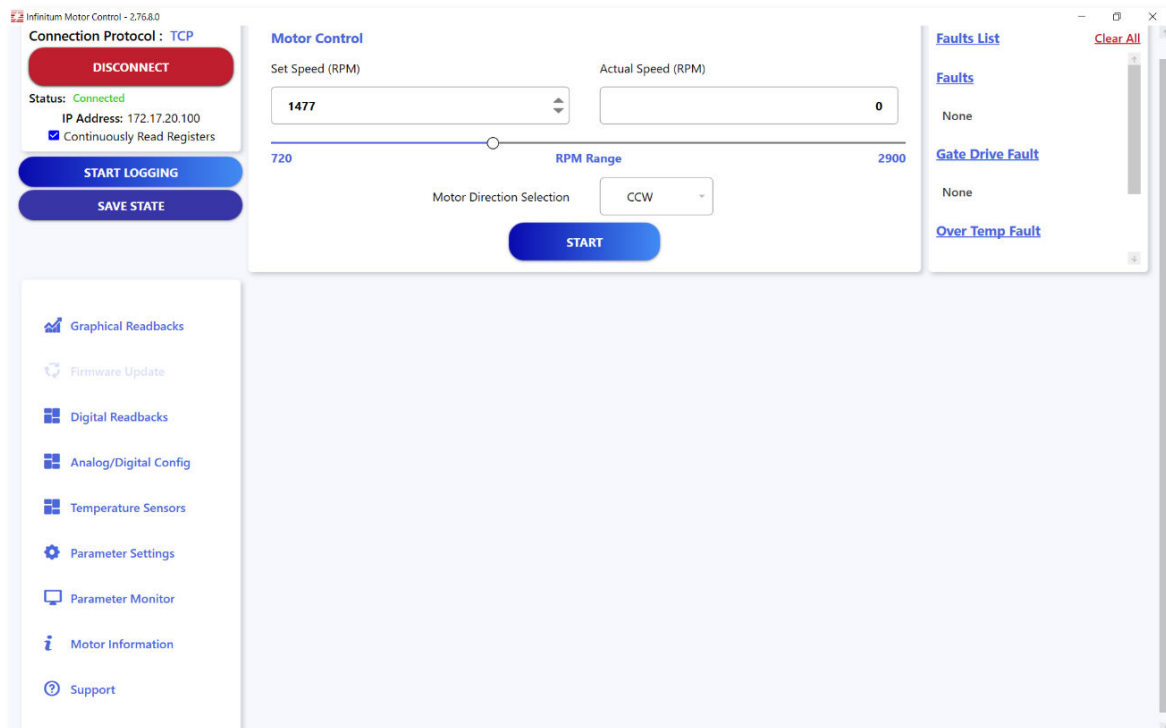 Infinitum Motor Control - 2.76.8.0
Connection Protocol : TCP
DISCONNECT
Status: Connected
IP Address: 172.17.20.100
Continuously Read Registers
START LOGGING
SAVE STATE
Graphical Readbacks
Firmware Update
Digital Readbacks
Analog/Digital Config
Temperature Sensors
Parameter Settings
Parameter Monitor
Motor Information
Support
Motor Control
Set Speed (RPM)
Actual Speed (RPM)
1477
0
720
RPM Range
2900
Motor Direction Selection
CCW
START
Faults List
Clear All
Faults
None
Gate Drive Fault
None
Over Temp Fault